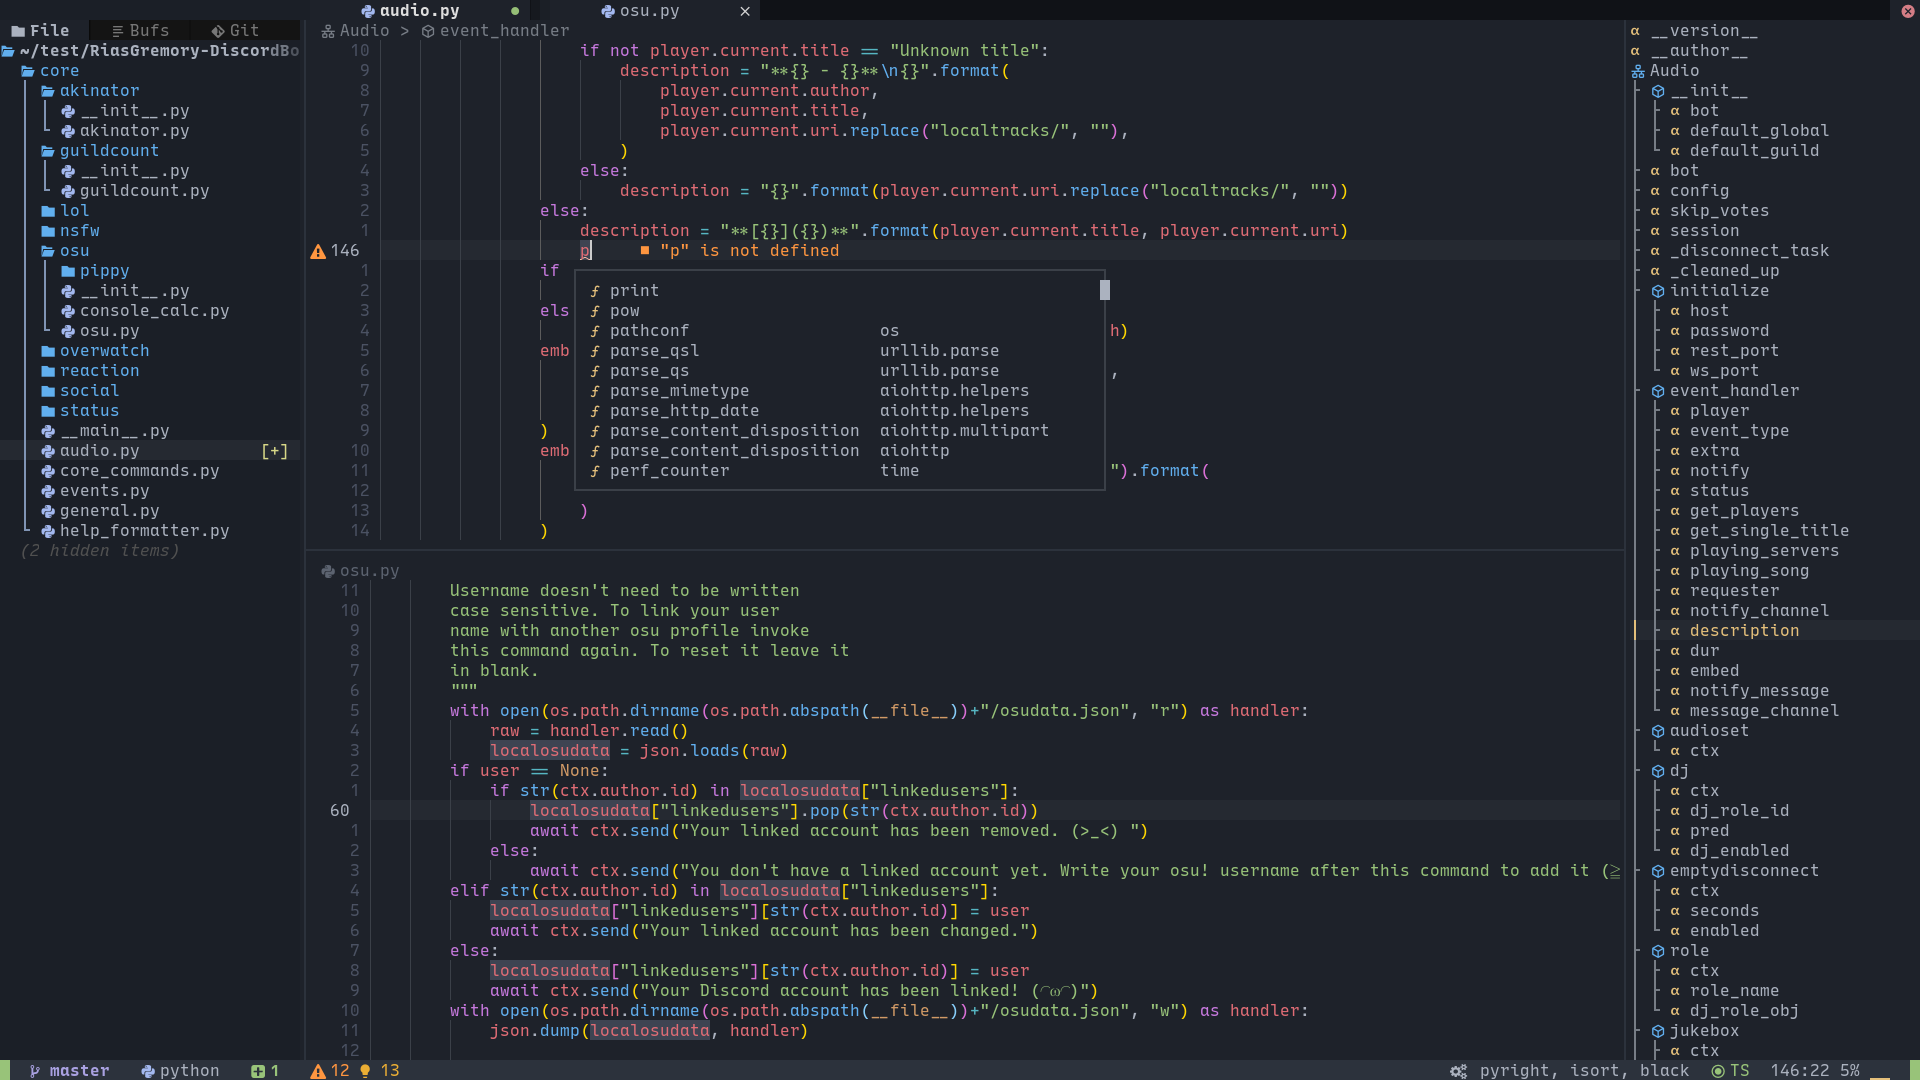 audio.py osu.py
File Bufs Git
~/test/RiasGremory-DiscordBo
core
akinator
__init__.py
akinator.py
guildcount
__init__.py
guildcount.py
lol
nsfw
osu
pippy
__init__.py
console_calc.py
osu.py
overwatch
reaction
social
status
__main__.py
audio.py [+]
core_commands.py
events.py
general.py
help_formatter.py
(2 hidden items)
Audio > event_handler
10 if not player.current.title == "Unknown title":
9 description = "**{} - {}**\n{}".format(
8 player.current.author,
7 player.current.title,
6 player.current.uri.replace("localtracks/", ""),
5 )
4 else:
3 description = "{}".format(player.current.uri.replace("localtracks/", ""))
2 else:
1 description = "**[{}]({})**".format(player.current.title, player.current.uri)
146 p ■ "p" is not defined
1 if
2
3 els
4 h)
5 emb
6 ,
7
8
9 )
10 emb
11 ").format(
12
13 )
14 )
ƒ print
ƒ pow
ƒ pathconf os
ƒ parse_qsl urllib.parse
ƒ parse_qs urllib.parse
ƒ parse_mimetype aiohttp.helpers
ƒ parse_http_date aiohttp.helpers
ƒ parse_content_disposition aiohttp.multipart
ƒ parse_content_disposition aiohttp
ƒ perf_counter time
osu.py
11 Username doesn't need to be written
10 case sensitive. To link your user
9 name with another osu profile invoke
8 this command again. To reset it leave it
7 in blank.
6 """
5 with open(os.path.dirname(os.path.abspath(__file__))+"/osudata.json", "r") as handler:
4 raw = handler.read()
3 localosudata = json.loads(raw)
2 if user == None:
1 if str(ctx.author.id) in localosudata["linkedusers"]:
60 localosudata["linkedusers"].pop(str(ctx.author.id))
1 await ctx.send("Your linked account has been removed. (>_<) ")
2 else:
3 await ctx.send("You don't have a linked account yet. Write your osu! username after this command to add it (≧
4 elif str(ctx.author.id) in localosudata["linkedusers"]:
5 localosudata["linkedusers"][str(ctx.author.id)] = user
6 await ctx.send("Your linked account has been changed.")
7 else:
8 localosudata["linkedusers"][str(ctx.author.id)] = user
9 await ctx.send("Your Discord account has been linked! (◠ω◠)")
10 with open(os.path.dirname(os.path.abspath(__file__))+"/osudata.json", "w") as handler:
11 json.dump(localosudata, handler)
12
α __version__
α __author__
Audio
__init__
α bot
α default_global
α default_guild
α bot
α config
α skip_votes
α session
α _disconnect_task
α _cleaned_up
initialize
α host
α password
α rest_port
α ws_port
event_handler
α player
α event_type
α extra
α notify
α status
α get_players
α get_single_title
α playing_servers
α playing_song
α requester
α notify_channel
α description
α dur
α embed
α notify_message
α message_channel
audioset
α ctx
dj
α ctx
α dj_role_id
α pred
α dj_enabled
emptydisconnect
α ctx
α seconds
α enabled
role
α ctx
α role_name
α dj_role_obj
jukebox
α ctx
master python 1 12 13 pyright, isort, black TS 146:22 5%